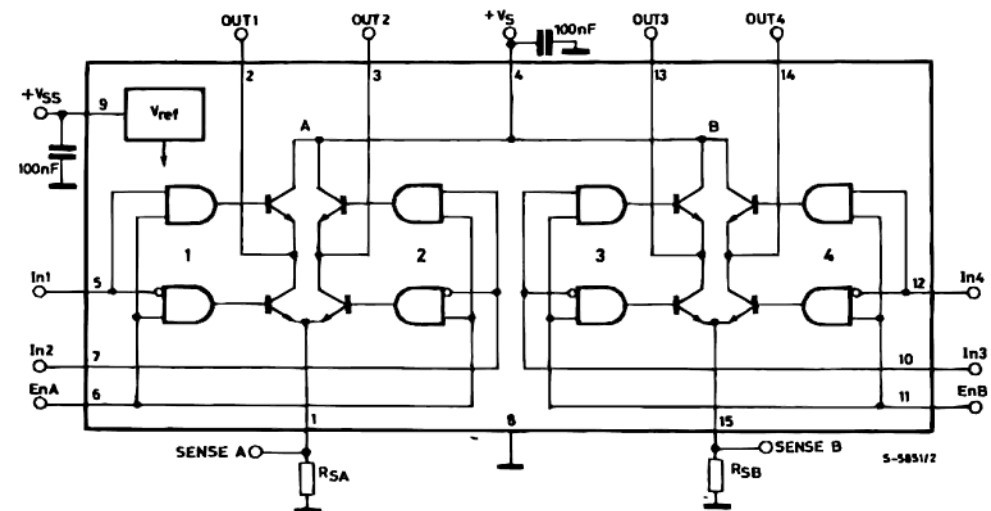 OUT1 OUT2 +VS OUT3 OUT4
100nF
2 3 4 13 14
+VSS 9 Vref A B
100nF
1 2 3 4
In1 5 12 In4
In2 7 10 In3
EnA 6 11 EnB
1 8 15
SENSE A SENSE B
RSA RSB
S-5851/2